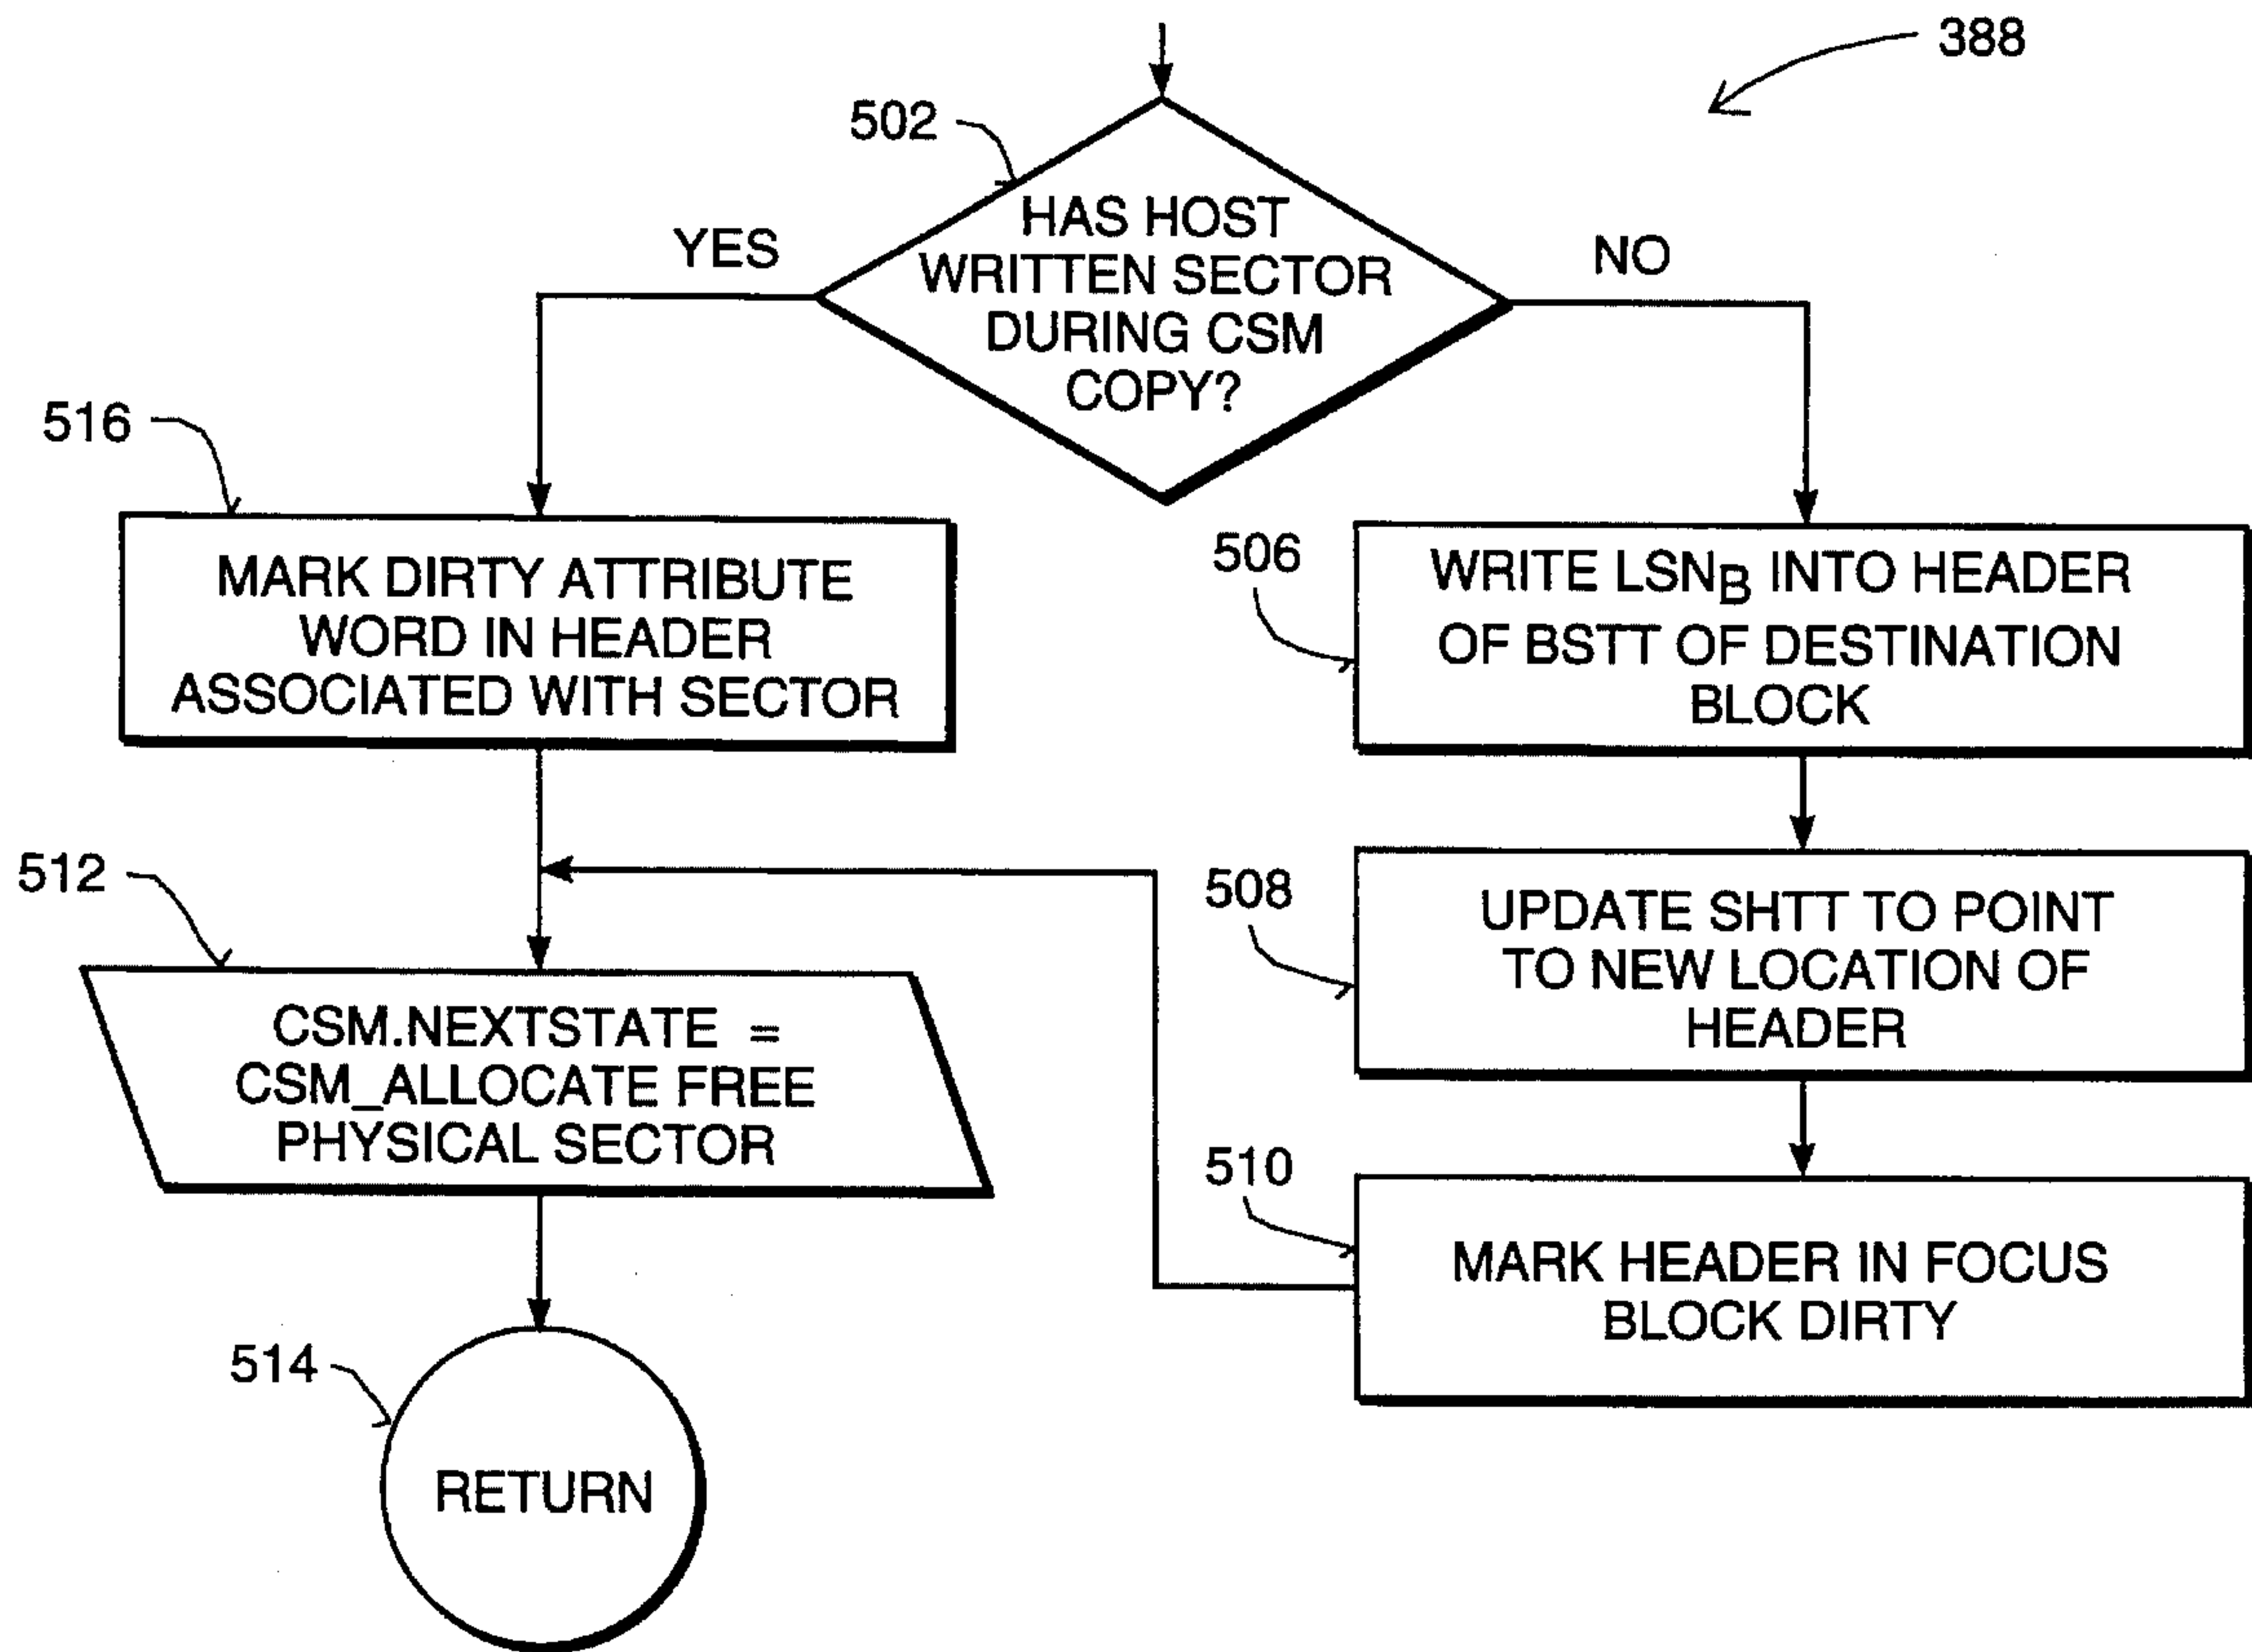 388
502
HAS HOST
WRITTEN SECTOR
DURING CSM
COPY?
YES
NO
516
MARK DIRTY ATTRIBUTE
WORD IN HEADER
ASSOCIATED WITH SECTOR
506
WRITE LSNB INTO HEADER
OF BSTT OF DESTINATION
BLOCK
512
CSM.NEXTSTATE =
CSM_ALLOCATE FREE
PHYSICAL SECTOR
508
UPDATE SHTT TO POINT
TO NEW LOCATION OF
HEADER
510
MARK HEADER IN FOCUS
BLOCK DIRTY
514
RETURN